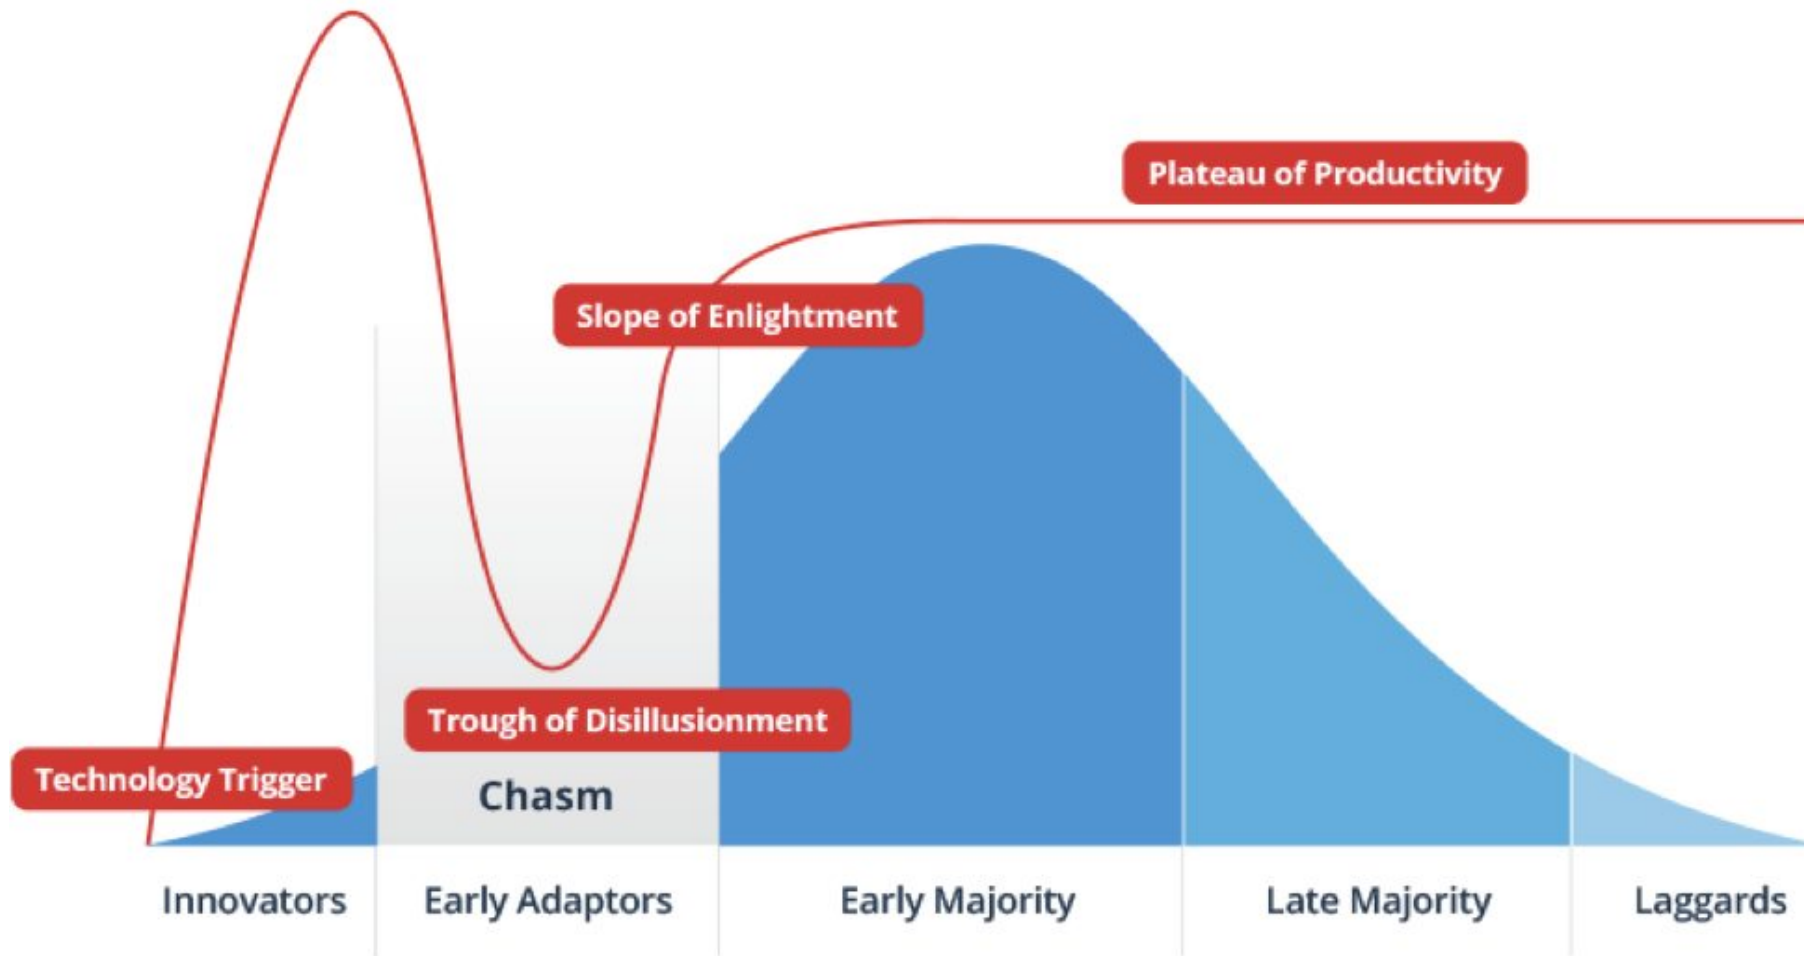 Plateau of Productivity
Slope of Enlightment
Trough of Disillusionment
Technology Trigger
Chasm
Innovators
Early Adaptors
Early Majority
Late Majority
Laggards